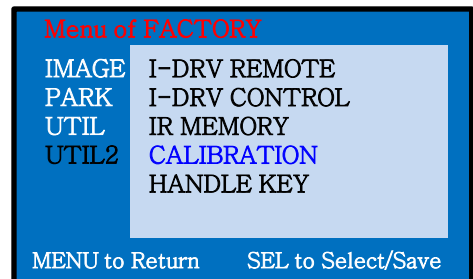 Menu of FACTORY
IMAGE I-DRV REMOTE
PARK I-DRV CONTROL
UTIL IR MEMORY
UTIL2 CALIBRATION
HANDLE KEY
MENU to Return SEL to Select/Save